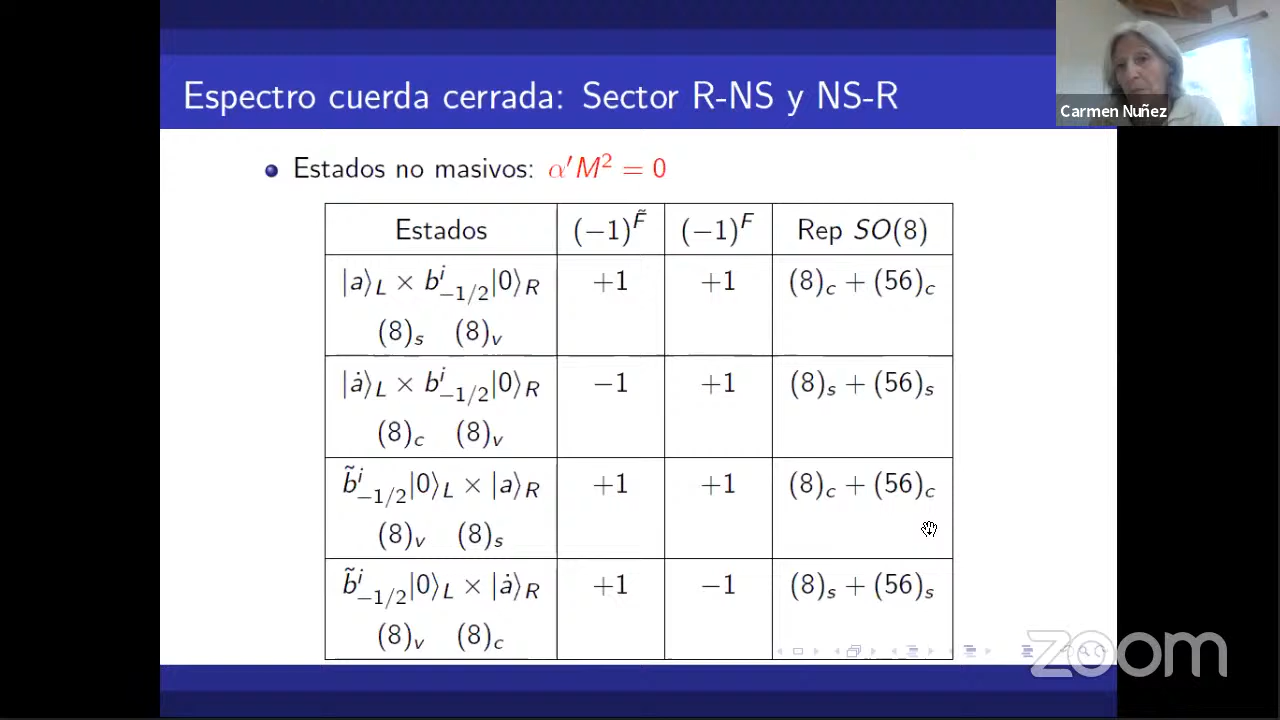 Espectro cuerda cerrada: Sector R-NS y NS-R
Carmen Nuñez
Estados no masivos: α′M² = 0
Estados (−1)^F̃ (−1)^F Rep SO(8)
|a⟩_L × b^i_{−1/2}|0⟩_R +1 +1 (8)_c + (56)_c
(8)_s (8)_v
|ȧ⟩_L × b^i_{−1/2}|0⟩_R −1 +1 (8)_s + (56)_s
(8)_c (8)_v
b̃^i_{−1/2}|0⟩_L × |a⟩_R +1 +1 (8)_c + (56)_c
(8)_v (8)_s
b̃^i_{−1/2}|0⟩_L × |ȧ⟩_R +1 −1 (8)_s + (56)_s
(8)_v (8)_c
zoom